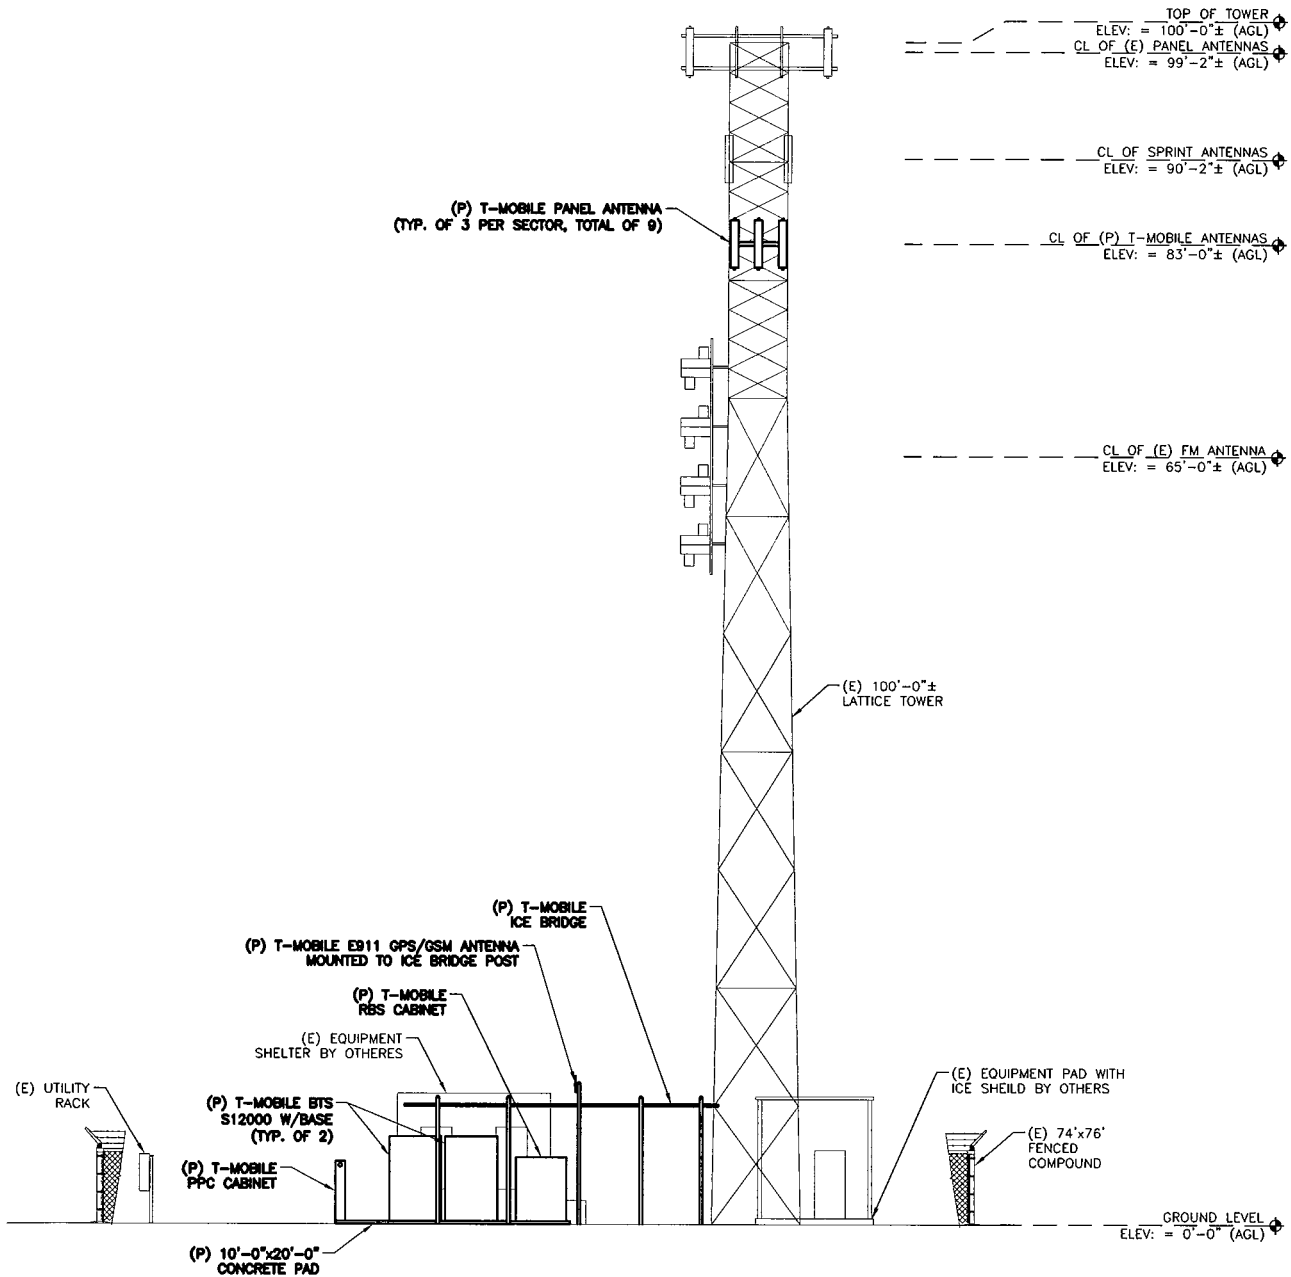 TOP OF TOWER
ELEV: = 100'-0"± (AGL)
CL OF (E) PANEL ANTENNAS
ELEV: = 99'-2"± (AGL)
CL OF SPRINT ANTENNAS
ELEV: = 90'-2"± (AGL)
(P) T-MOBILE PANEL ANTENNA
(TYP. OF 3 PER SECTOR, TOTAL OF 9)
CL OF (P) T-MOBILE ANTENNAS
ELEV: = 83'-0"± (AGL)
CL OF (E) FM ANTENNA
ELEV: = 65'-0"± (AGL)
(E) 100'-0"±
LATTICE TOWER
(P) T-MOBILE
ICE BRIDGE
(P) T-MOBILE E911 GPS/GSM ANTENNA
MOUNTED TO ICE BRIDGE POST
(P) T-MOBILE
RBS CABINET
(E) EQUIPMENT
SHELTER BY OTHERES
(E) UTILITY
RACK
(P) T-MOBILE BTS
S12000 W/BASE
(TYP. OF 2)
(P) T-MOBILE
PPC CABINET
(P) 10'-0"x20'-0"
CONCRETE PAD
(E) EQUIPMENT PAD WITH
ICE SHEILD BY OTHERS
(E) 74'x76'
FENCED
COMPOUND
GROUND LEVEL
ELEV: = 0'-0" (AGL)